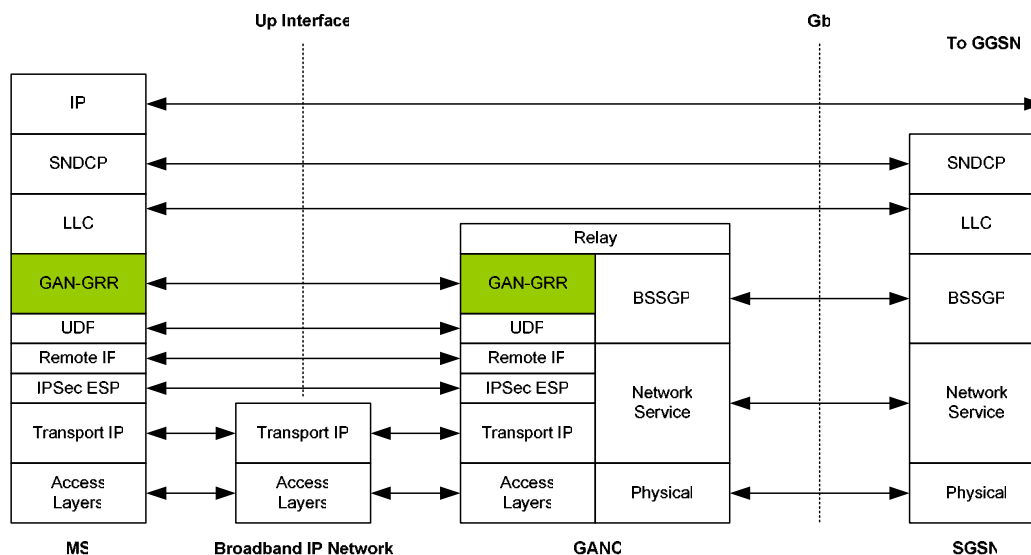 Up Interface
Gb
To GGSN
IP
SNDCP
SNDCP
LLC
LLC
Relay
GAN-GRR
GAN-GRR
BSSGP
BSSGP
UDP
UDP
Remote IP
Remote IP
IPSec ESP
IPSec ESP
Network
Service
Network
Service
Transport IP
Transport IP
Transport IP
Access
Layers
Access
Layers
Access
Layers
Physical
Physical
MS
Broadband IP Network
GANC
SGSN